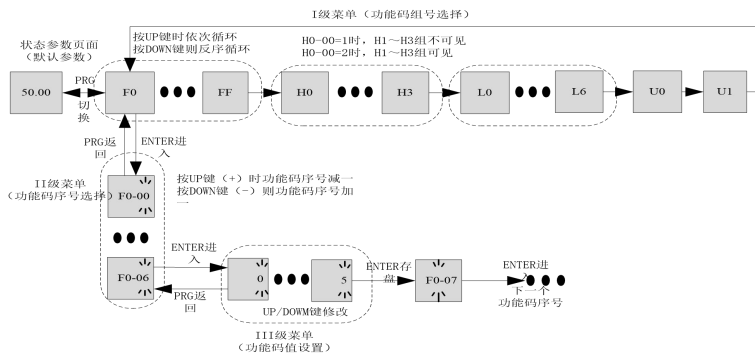 I级菜单（功能码组号选择）
状态参数页面
（默认参数）
按UP键时依次循环
按DOWN键则反序循环
H0-00=1时，H1～H3组不可见
H0-00=2时，H1～H3组可见
50.00
PRG
切
换
F0
FF
H0
H3
L0
L6
U0
U1
PRG返
回
ENTER进
入
II级菜单
（功能码序号选择）
F0-00
按UP键（+）时功能码序号减一
按DOWN键（-）则功能码序号加
一
F0-06
ENTER进
入
PRG返
回
0
5
UP/DOWM键修改
ENTER存
盘
F0-07
ENTER进
入
下一个
功能码序号
III级菜单
（功能码值设置）